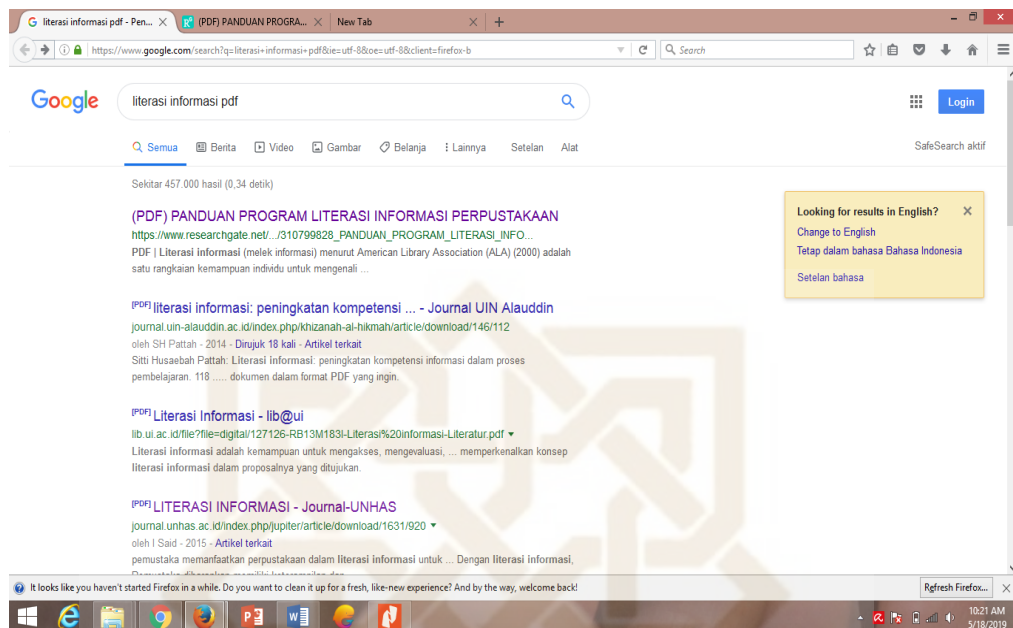 G literasi informasi pdf - Pen... × (PDF) PANDUAN PROGRA... × New Tab × +
https://www.google.com/search?q=literasi+informasi+pdf&ie=utf-8&oe=utf-8&client=firefox-b Search
Google literasi informasi pdf Login
Semua Berita Video Gambar Belanja Lainnya Setelan Alat SafeSearch aktif
Sekitar 457.000 hasil (0,34 detik)
(PDF) PANDUAN PROGRAM LITERASI INFORMASI PERPUSTAKAAN
https://www.researchgate.net/.../310799828_PANDUAN_PROGRAM_LITERASI_INFO...
PDF | Literasi informasi (melek informasi) menurut American Library Association (ALA) (2000) adalah
satu rangkaian kemampuan individu untuk mengenali ...
Looking for results in English? ×
Change to English
Tetap dalam bahasa Bahasa Indonesia
Setelan bahasa
[PDF] literasi informasi: peningkatan kompetensi ... - Journal UIN Alauddin
journal.uin-alauddin.ac.id/index.php/khizanah-al-hikmah/article/download/146/112
oleh SH Pattah - 2014 - Dirujuk 18 kali - Artikel terkait
Sitti Husaebah Pattah: Literasi informasi: peningkatan kompetensi informasi dalam proses
pembelajaran. 118 ..... dokumen dalam format PDF yang ingin.
[PDF] Literasi Informasi - lib@ui
lib.ui.ac.id/file?file=digital/127126-RB13M183l-Literasi%20informasi-Literatur.pdf
Literasi informasi adalah kemampuan untuk mengakses, mengevaluasi, ... memperkenalkan konsep
literasi informasi dalam proposalnya yang ditujukan.
[PDF] LITERASI INFORMASI - Journal-UNHAS
journal.unhas.ac.id/index.php/jupiter/article/download/1631/920
oleh I Said - 2015 - Artikel terkait
pemustaka memanfaatkan perpustakaan dalam literasi informasi untuk ... Dengan literasi informasi,
It looks like you haven't started Firefox in a while. Do you want to clean it up for a fresh, like-new experience? And by the way, welcome back! Refresh Firefox... ×
10:21 AM
5/18/2019